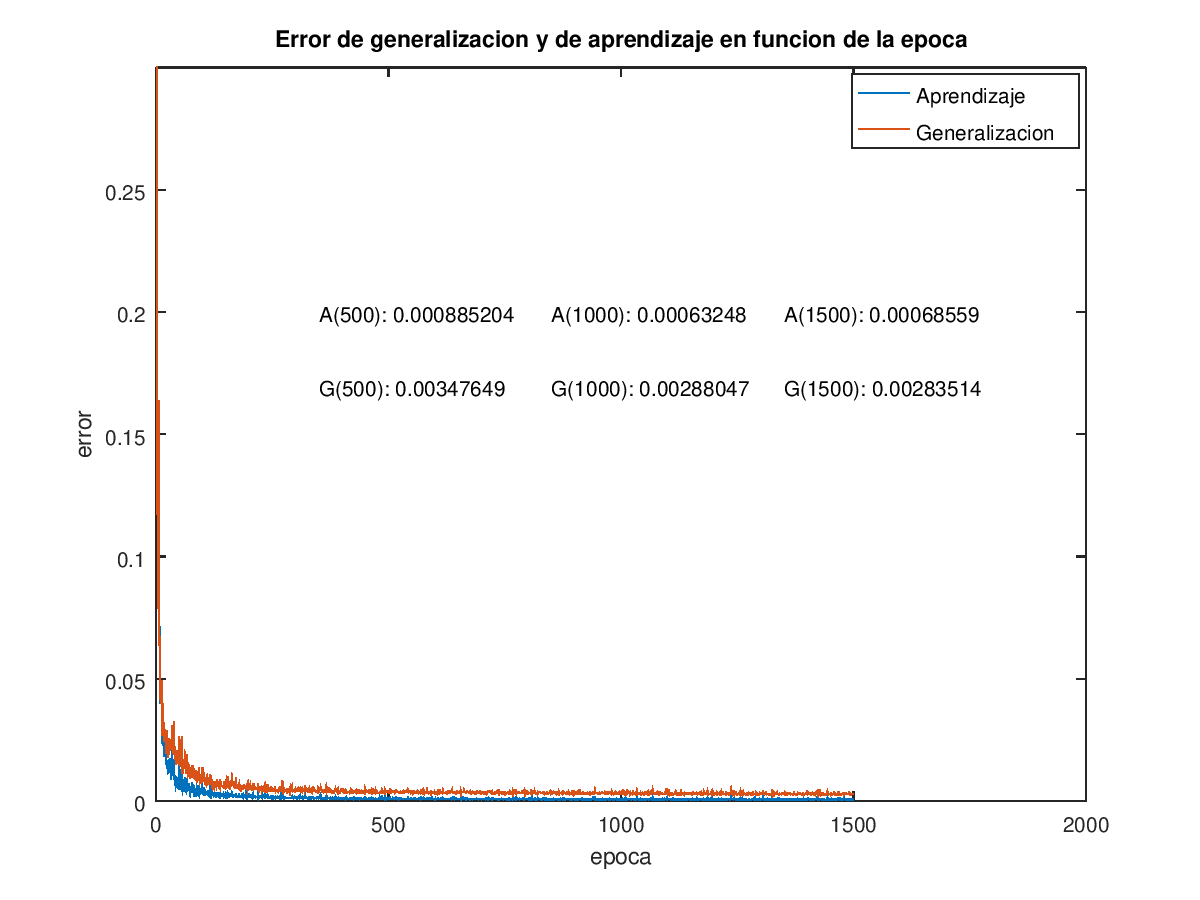 Error de generalizacion y de aprendizaje en funcion de la epoca
Aprendizaje
Generalizacion
0.25
0.2
0.15
0.1
0.05
0
A(500): 0.000885204
A(1000): 0.00063248
A(1500): 0.00068559
G(500): 0.00347649
G(1000): 0.00288047
G(1500): 0.00283514
error
0
500
1000
1500
2000
epoca